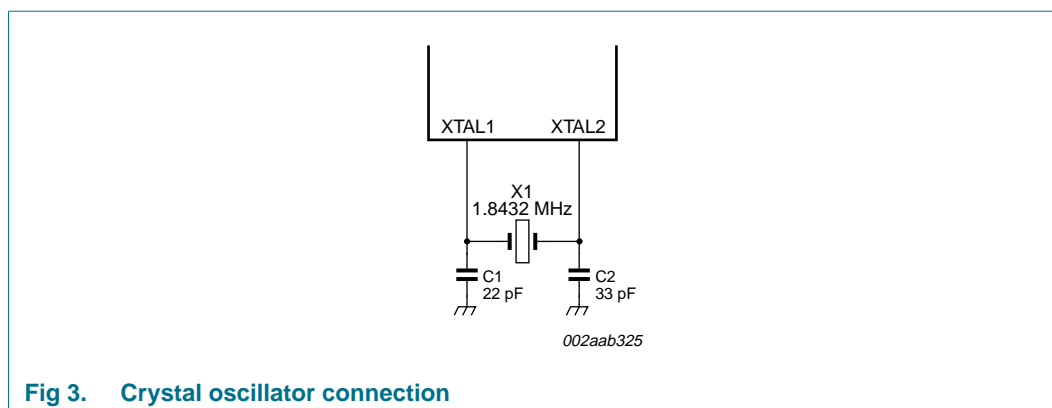 XTAL1 XTAL2
X1
1.8432 MHz
C1
22 pF
C2
33 pF
002aab325
Fig 3. Crystal oscillator connection